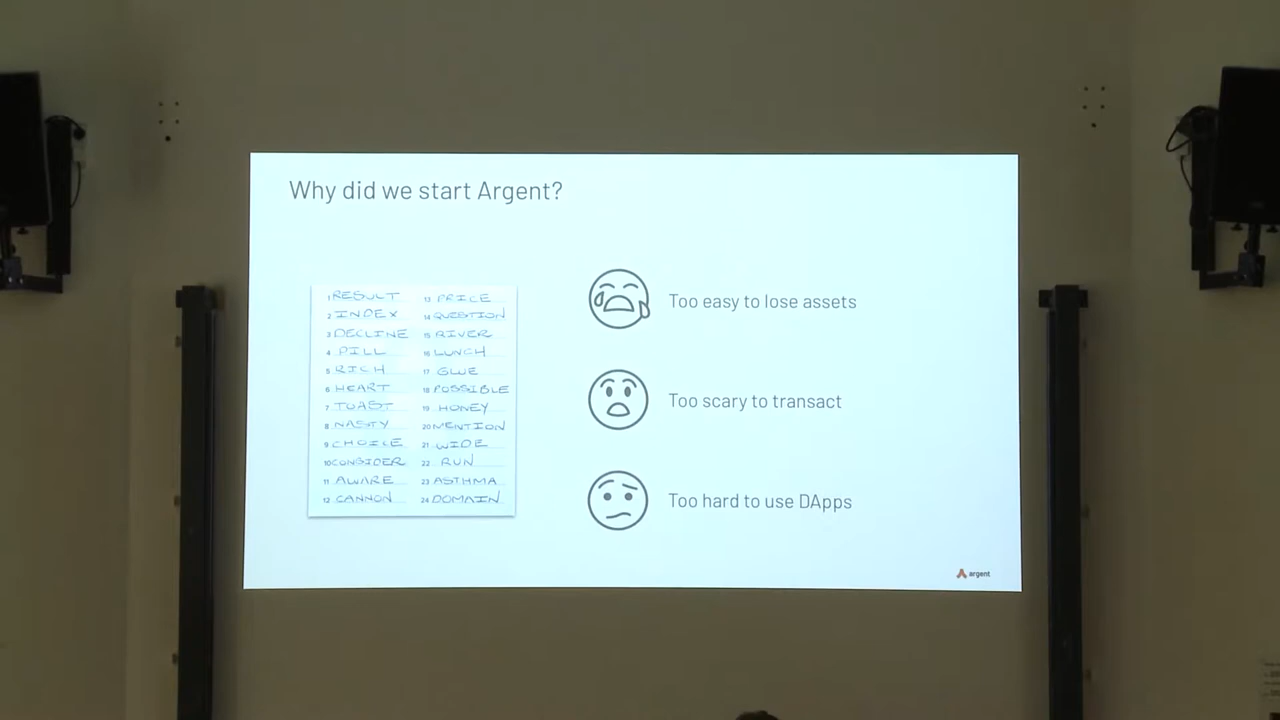 Why did we start Argent?
1 RESULT
2 INDEX
3 DECLINE
4 PILL
5 RICH
6 HEART
7 TOAST
8 NASTY
9 CHOICE
10 CONSIDER
11 AWARE
12 CANNON
13 PRICE
14 QUESTION
15 RIVER
16 LUNCH
17 GLUE
18 POSSIBLE
19 HONEY
20 MENTION
21 WIDE
22 RUN
23 ASTHMA
24 DOMAIN
Too easy to lose assets
Too scary to transact
Too hard to use DApps
argent